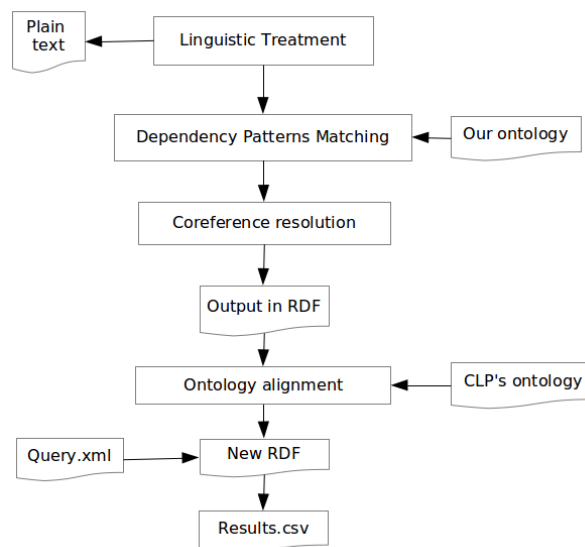 Plain
text
Linguistic Treatment
Dependency Patterns Matching
Our ontology
Coreference resolution
Output in RDF
Ontology alignment
CLP's ontology
Query.xml
New RDF
Results.csv